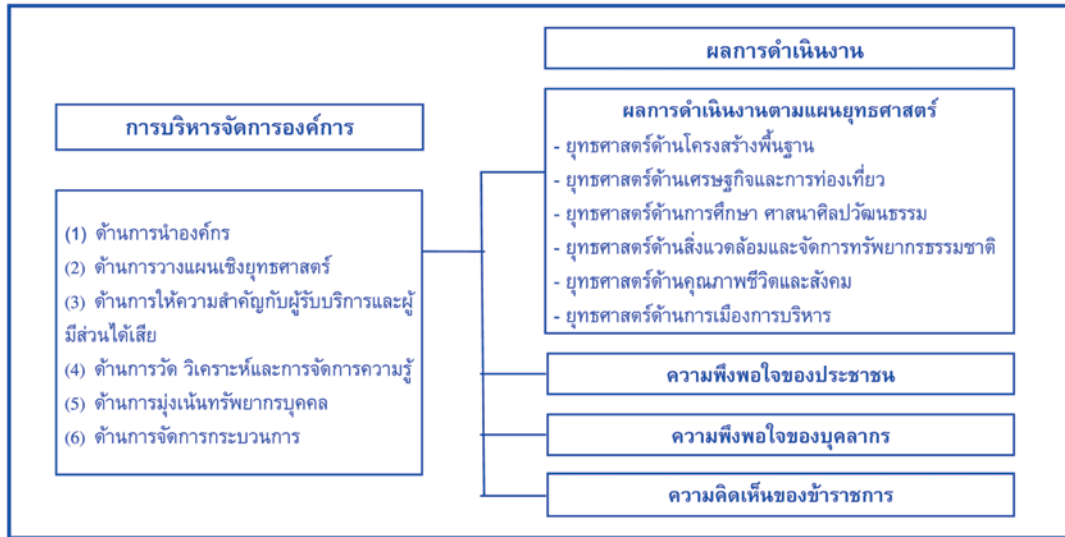 การบริหารจัดการองค์การ
(1) ด้านการนำองค์กร
(2) ด้านการวางแผนเชิงยุทธศาสตร์
(3) ด้านการให้ความสำคัญกับผู้รับบริการและผู้
มีส่วนได้เสีย
(4) ด้านการวัด วิเคราะห์และการจัดการความรู้
(5) ด้านการมุ่งเน้นทรัพยากรบุคคล
(6) ด้านการจัดการกระบวนการ
ผลการดำเนินงาน
ผลการดำเนินงานตามแผนยุทธศาสตร์
- ยุทธศาสตร์ด้านโครงสร้างพื้นฐาน
- ยุทธศาสตร์ด้านเศรษฐกิจและการท่องเที่ยว
- ยุทธศาสตร์ด้านการศึกษา ศาสนาศิลปวัฒนธรรม
- ยุทธศาสตร์ด้านสิ่งแวดล้อมและจัดการทรัพยากรธรรมชาติ
- ยุทธศาสตร์ด้านคุณภาพชีวิตและสังคม
- ยุทธศาสตร์ด้านการเมืองการบริหาร
ความพึงพอใจของประชาชน
ความพึงพอใจของบุคลากร
ความคิดเห็นของข้าราชการ